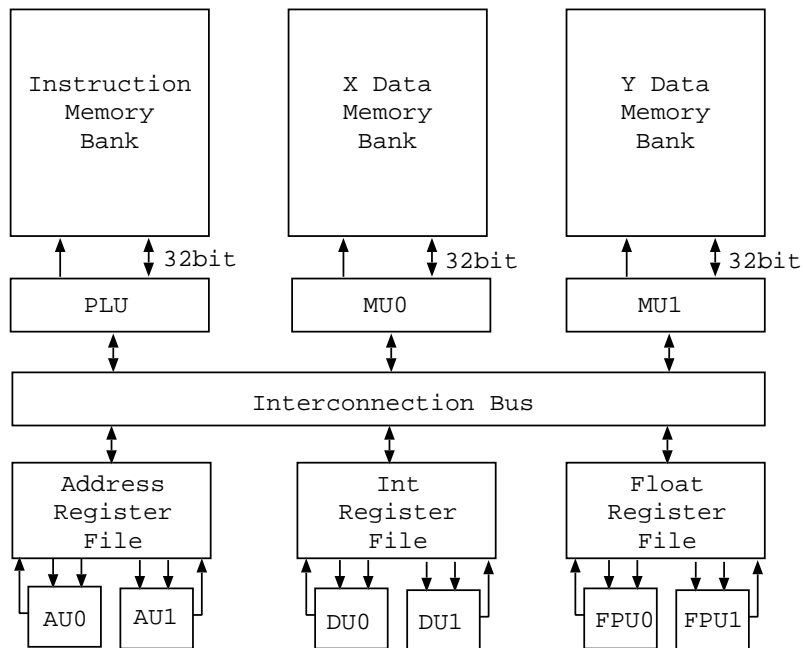 Instruction
Memory
Bank
X Data
Memory
Bank
Y Data
Memory
Bank
32bit
32bit
32bit
PLU
MU0
MU1
Interconnection Bus
Address
Register
File
Int
Register
File
Float
Register
File
AU0
AU1
DU0
DU1
FPU0
FPU1